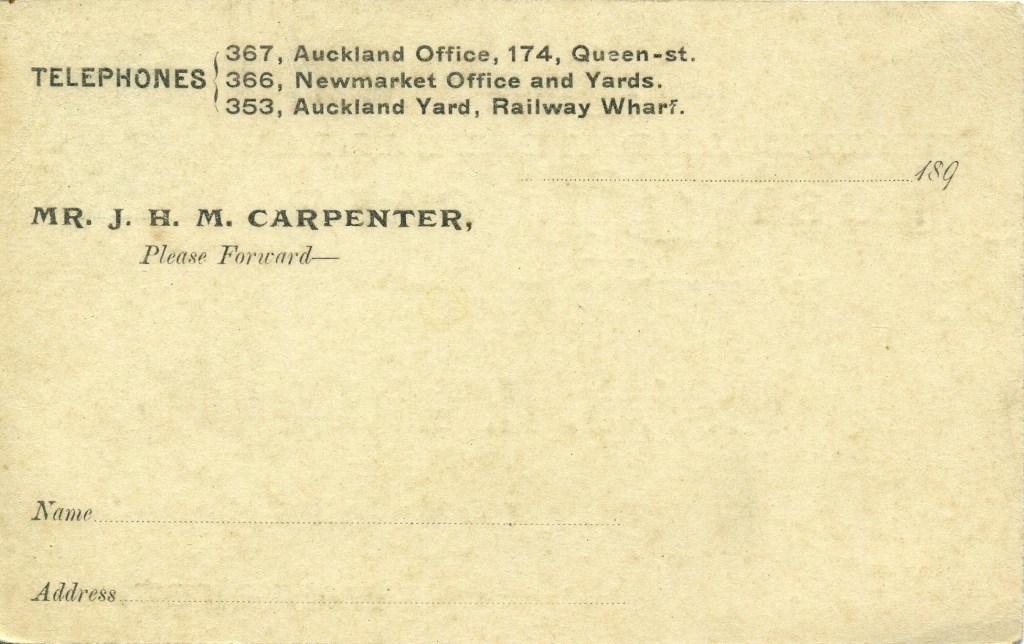 TELEPHONES
367, Auckland Office, 174, Queen-st.
366, Newmarket Office and Yards.
353, Auckland Yard, Railway Wharf.
189
MR. J. H. M. CARPENTER,
Please Forward—
Name
Address